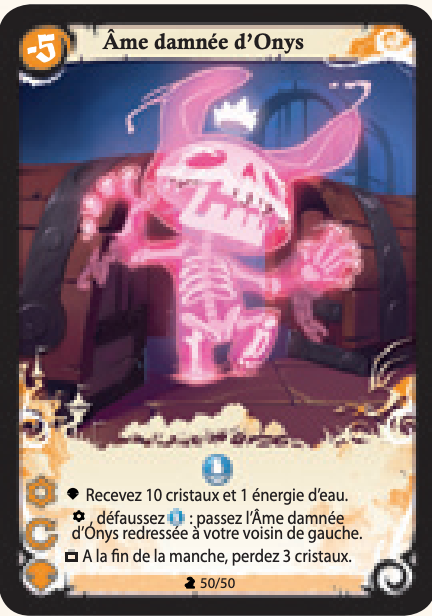 -5
Âme damnée d'Onys
Recevez 10 cristaux et 1 énergie d'eau.
, défaussez : passez l'Âme damnée
d'Onys redressée à votre voisin de gauche.
A la fin de la manche, perdez 3 cristaux.
50/50